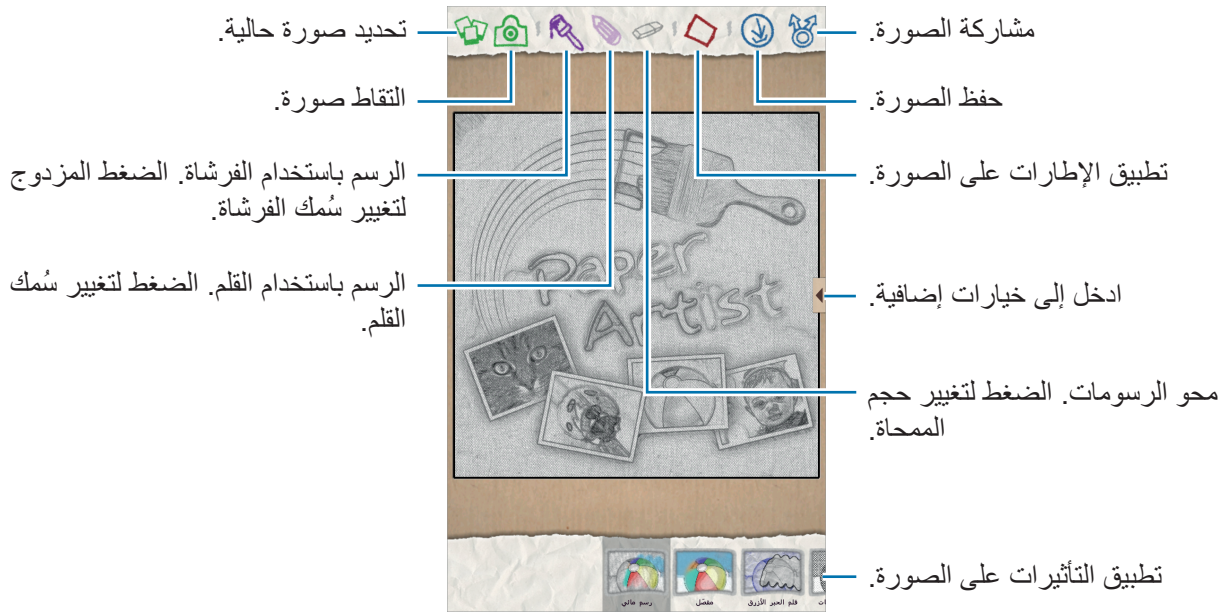 تحديد صورة حالية.
التقاط صورة.
الرسم باستخدام الفرشاة. الضغط المزدوج
لتغيير سُمك الفرشاة.
الرسم باستخدام القلم. الضغط لتغيير سُمك
القلم.
مشاركة الصورة.
حفظ الصورة.
تطبيق الإطارات على الصورة.
ادخل إلى خيارات إضافية.
محو الرسومات. الضغط لتغيير حجم
الممحاة.
تطبيق التأثيرات على الصورة.
Paper
Artist
رسم مائي
مفضل
قلم الحبر الأزرق